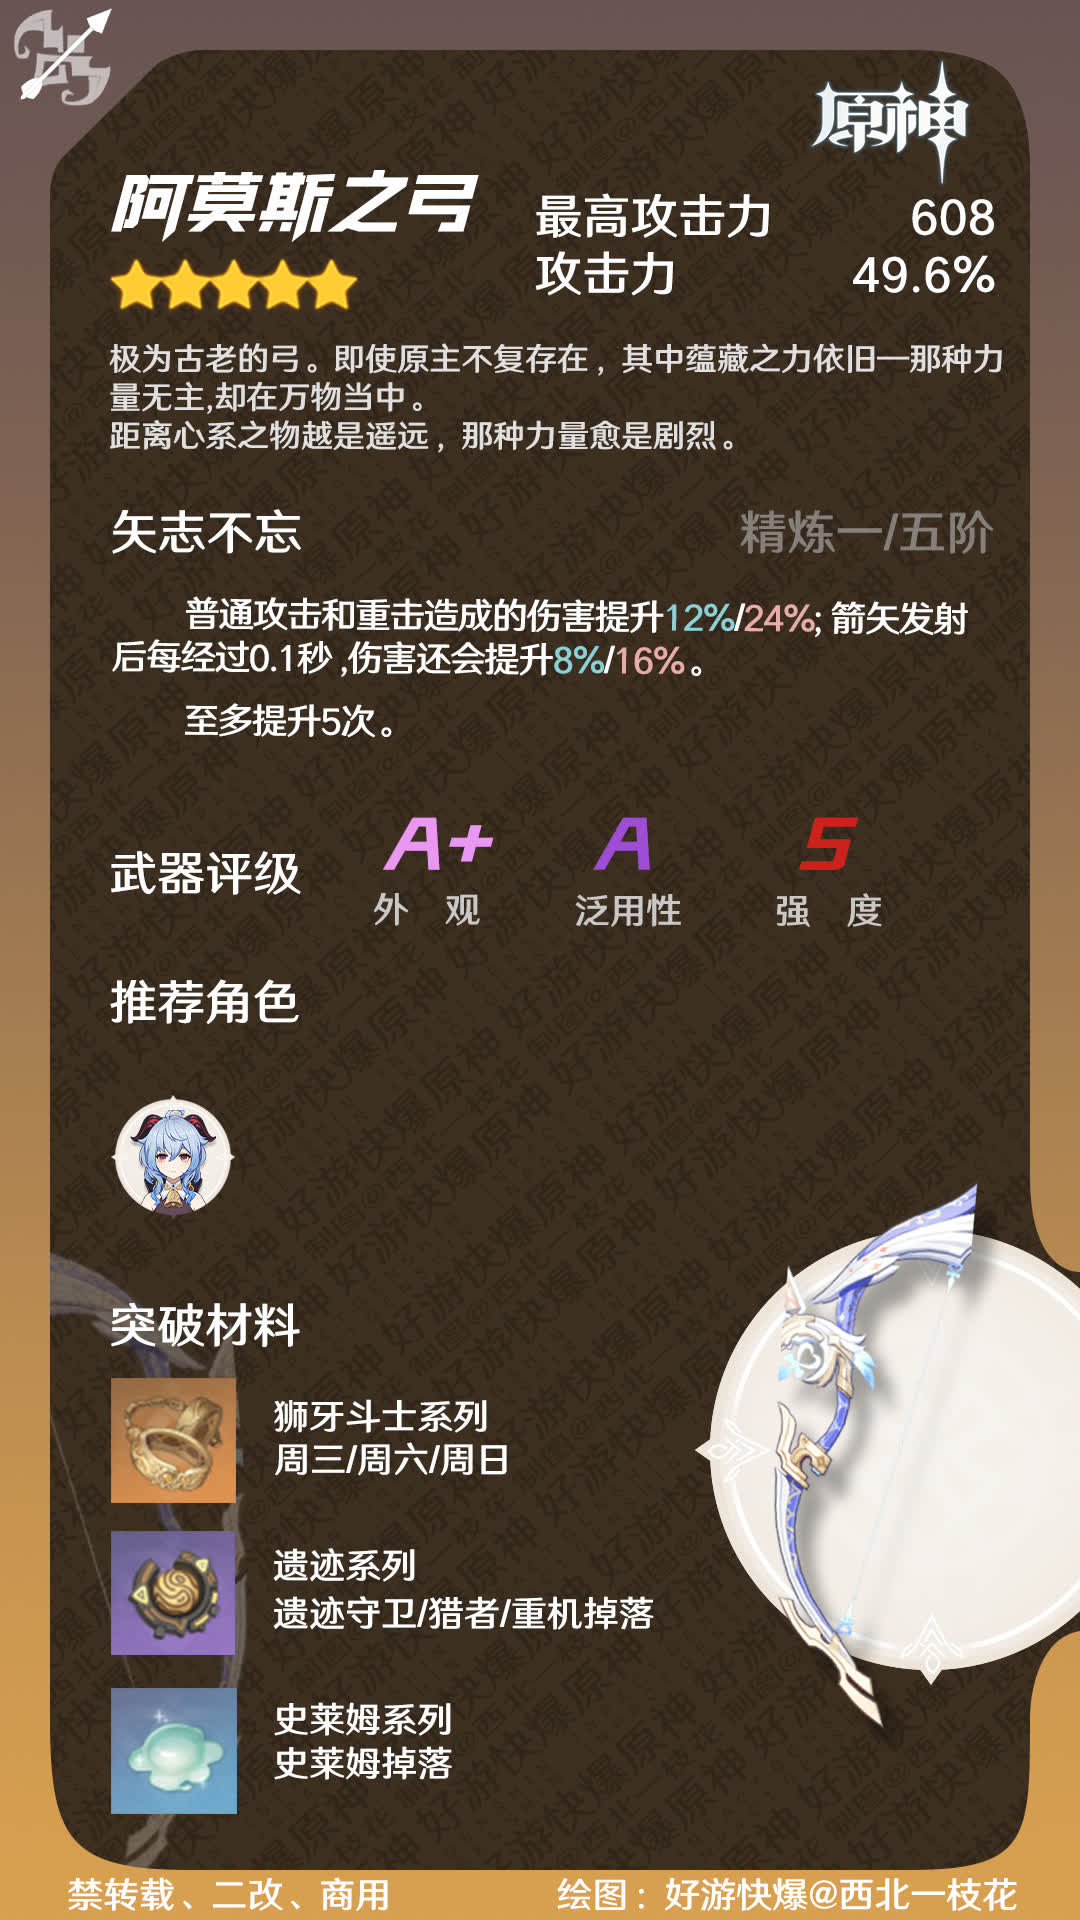 原神
阿莫斯之弓
最高攻击力 608
攻击力 49.6%
极为古老的弓。即使原主不复存在，其中蕴藏之力依旧—那种力
量无主,却在万物当中。
距离心系之物越是遥远，那种力量愈是剧烈。
矢志不忘 精炼一/五阶
普通攻击和重击造成的伤害提升12%/24%; 箭矢发射
后每经过0.1秒,伤害还会提升8%/16%。
至多提升5次。
武器评级
A+ A S
外 观 泛用性 强 度
推荐角色
突破材料
狮牙斗士系列
周三/周六/周日
遗迹系列
遗迹守卫/猎者/重机掉落
史莱姆系列
史莱姆掉落
禁转载、二改、商用
绘图：好游快爆@西北一枝花